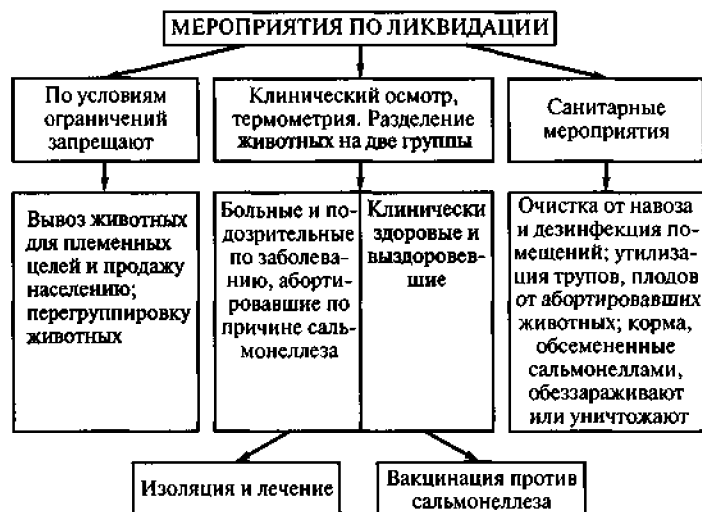 МЕРОПРИЯТИЯ ПО ЛИКВИДАЦИИ
По условиям
ограничений
запрещают
Клинический осмотр,
термометрия. Разделение
животных на две группы
Санитарные
мероприятия
Вывоз животных
для племенных
целей и продажу
населению;
перегруппировку
животных
Больные и по-
дозрительные
по заболева-
нию, аборти-
ровавшие по
причине саль-
монеллеза
Клинически
здоровые и
выздоровев-
шие
Очистка от навоза
и дезинфекция по-
мещений; утилиза-
ция трупов, плодов
от абортировавших
животных; корма,
обсемененные
сальмонеллами,
обеззараживают
или уничтожают
Изоляция и лечение
Вакцинация против
сальмонеллеза